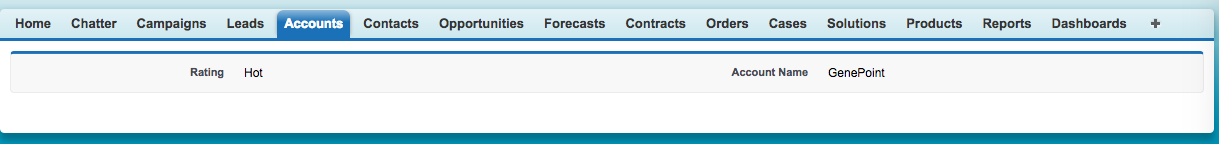 Home Chatter Campaigns Leads Accounts Contacts Opportunities Forecasts Contracts Orders Cases Solutions Products Reports Dashboards +
Rating Hot Account Name GenePoint